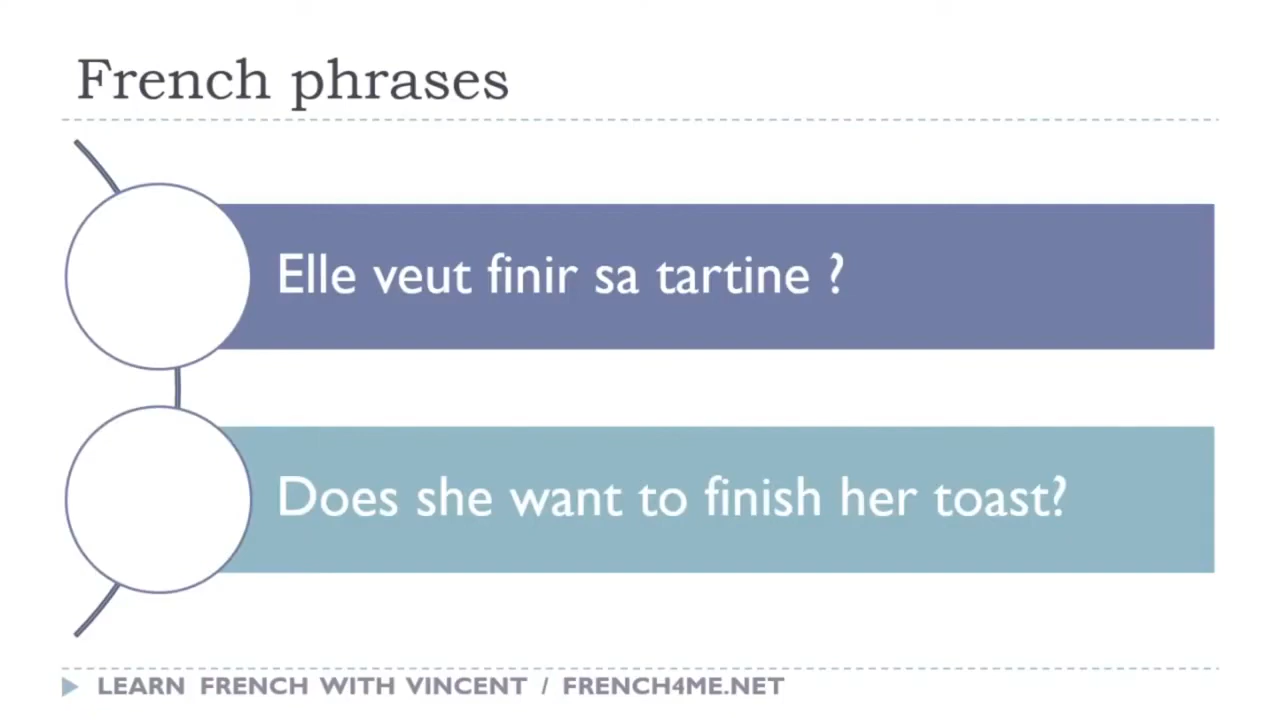 French phrases
Elle veut finir sa tartine ?
Does she want to finish her toast?
LEARN FRENCH WITH VINCENT / FRENCH4ME.NET